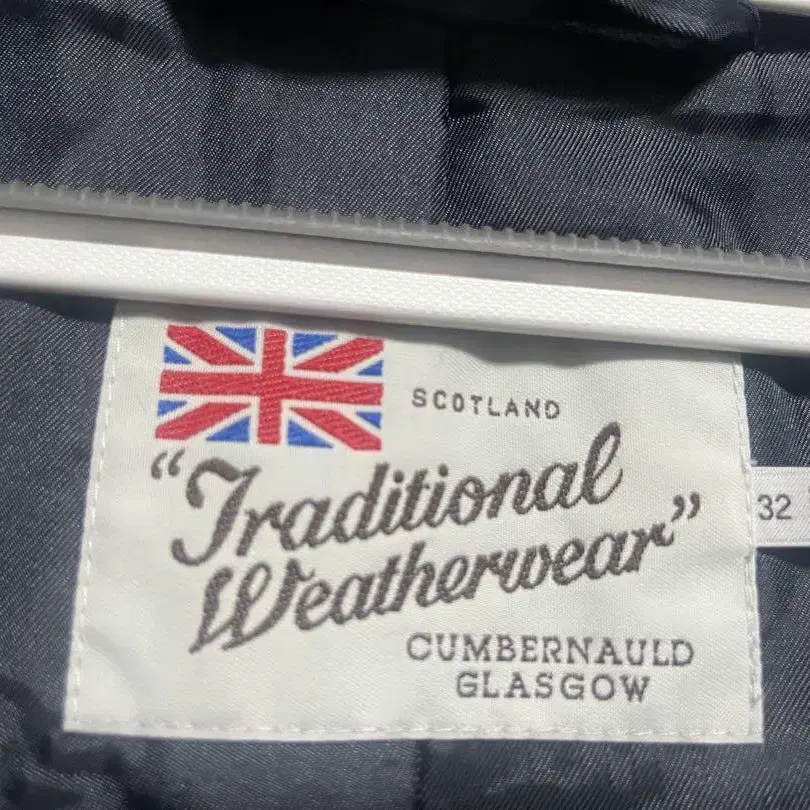 SCOTLAND
“Traditional
Weatherwear”
32
CUMBERNAULD
GLASGOW